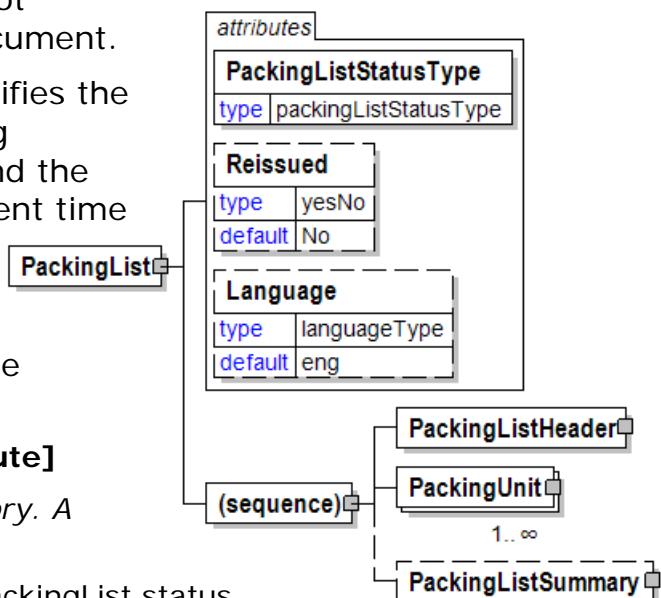 cument.
ifies the
g
nd the
ent time
e
ute]
ry. A
ackingList status
attributes
PackingListStatusType
type packingListStatusType
Reissued
type yesNo
default No
PackingList
Language
type languageType
default eng
(sequence)
PackingListHeader
PackingUnit
1.. ∞
PackingListSummary